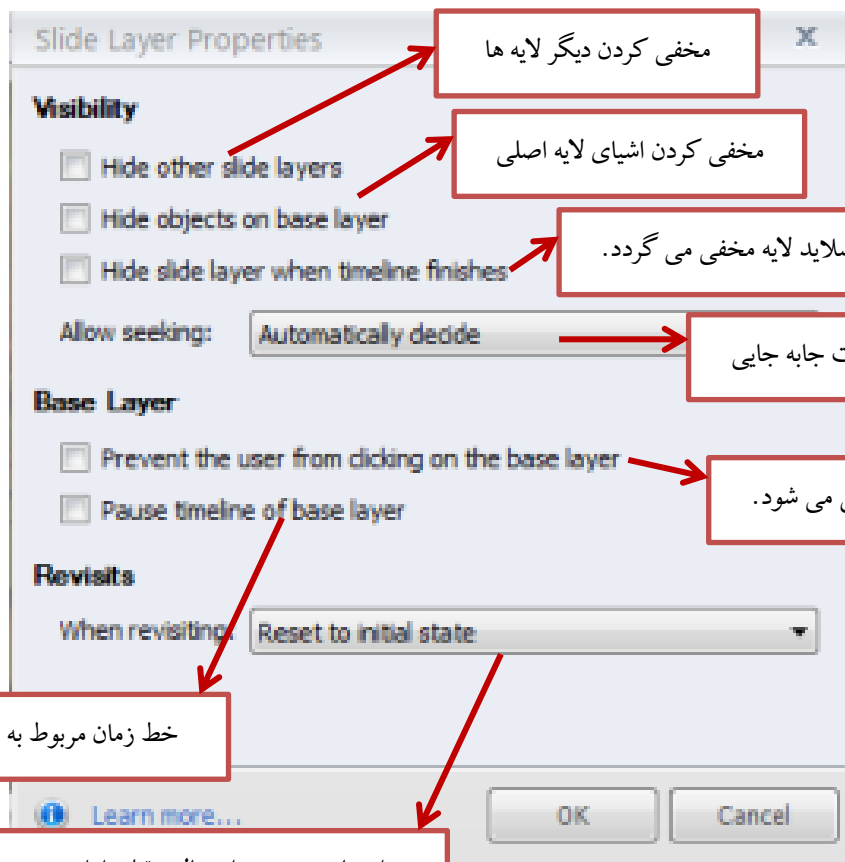 Slide Layer Properties
مخفی کردن دیگر لایه ها
Visibility
Hide other slide layers
مخفی کردن اشیای لایه اصلی
Hide objects on base layer
Hide slide layer when timeline finishes
لاید لایه مخفی می گردد.
Allow seeking:
Automatically decide
جابه جایی
Base Layer
Prevent the user from clicking on the base layer
می شود.
Pause timeline of base layer
Revisits
When revisiting:
Reset to initial state
خط زمان مربوط به
Learn more...
OK
Cancel